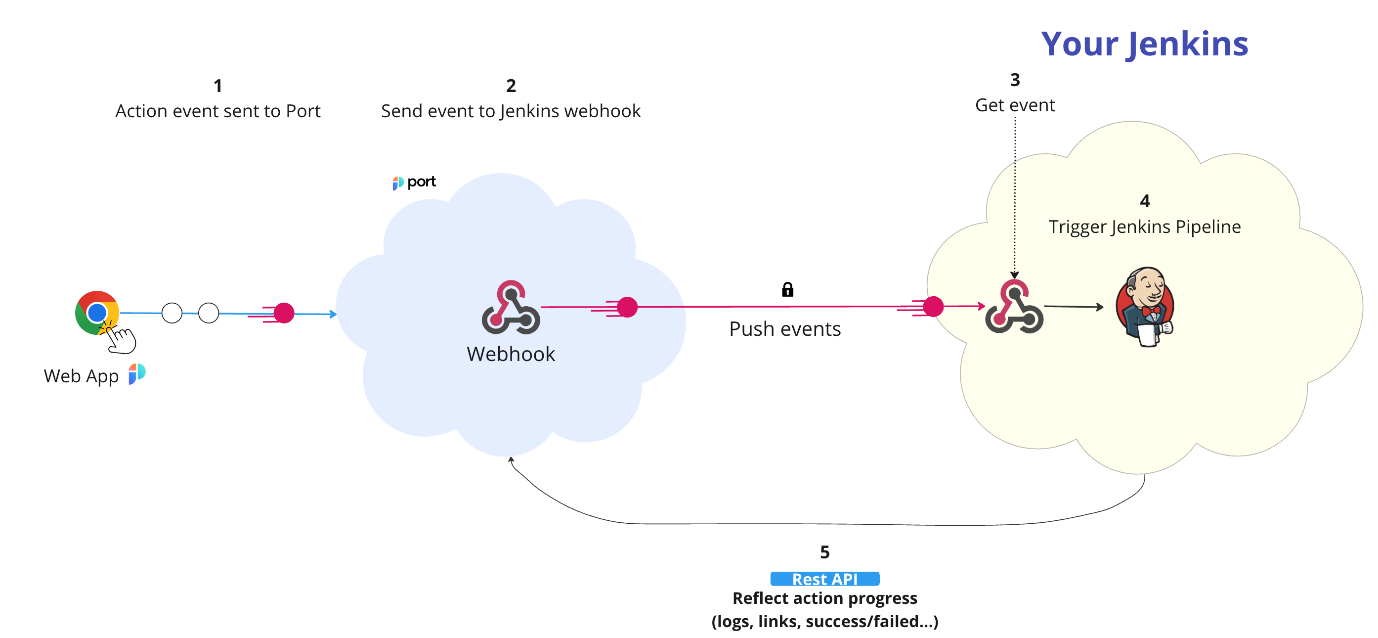 Your Jenkins
1
Action event sent to Port
2
Send event to Jenkins webhook
3
Get event
port
4
Trigger Jenkins Pipeline
Webhook
Push events
Web App
5
Rest API
Reflect action progress
(logs, links, success/failed...)